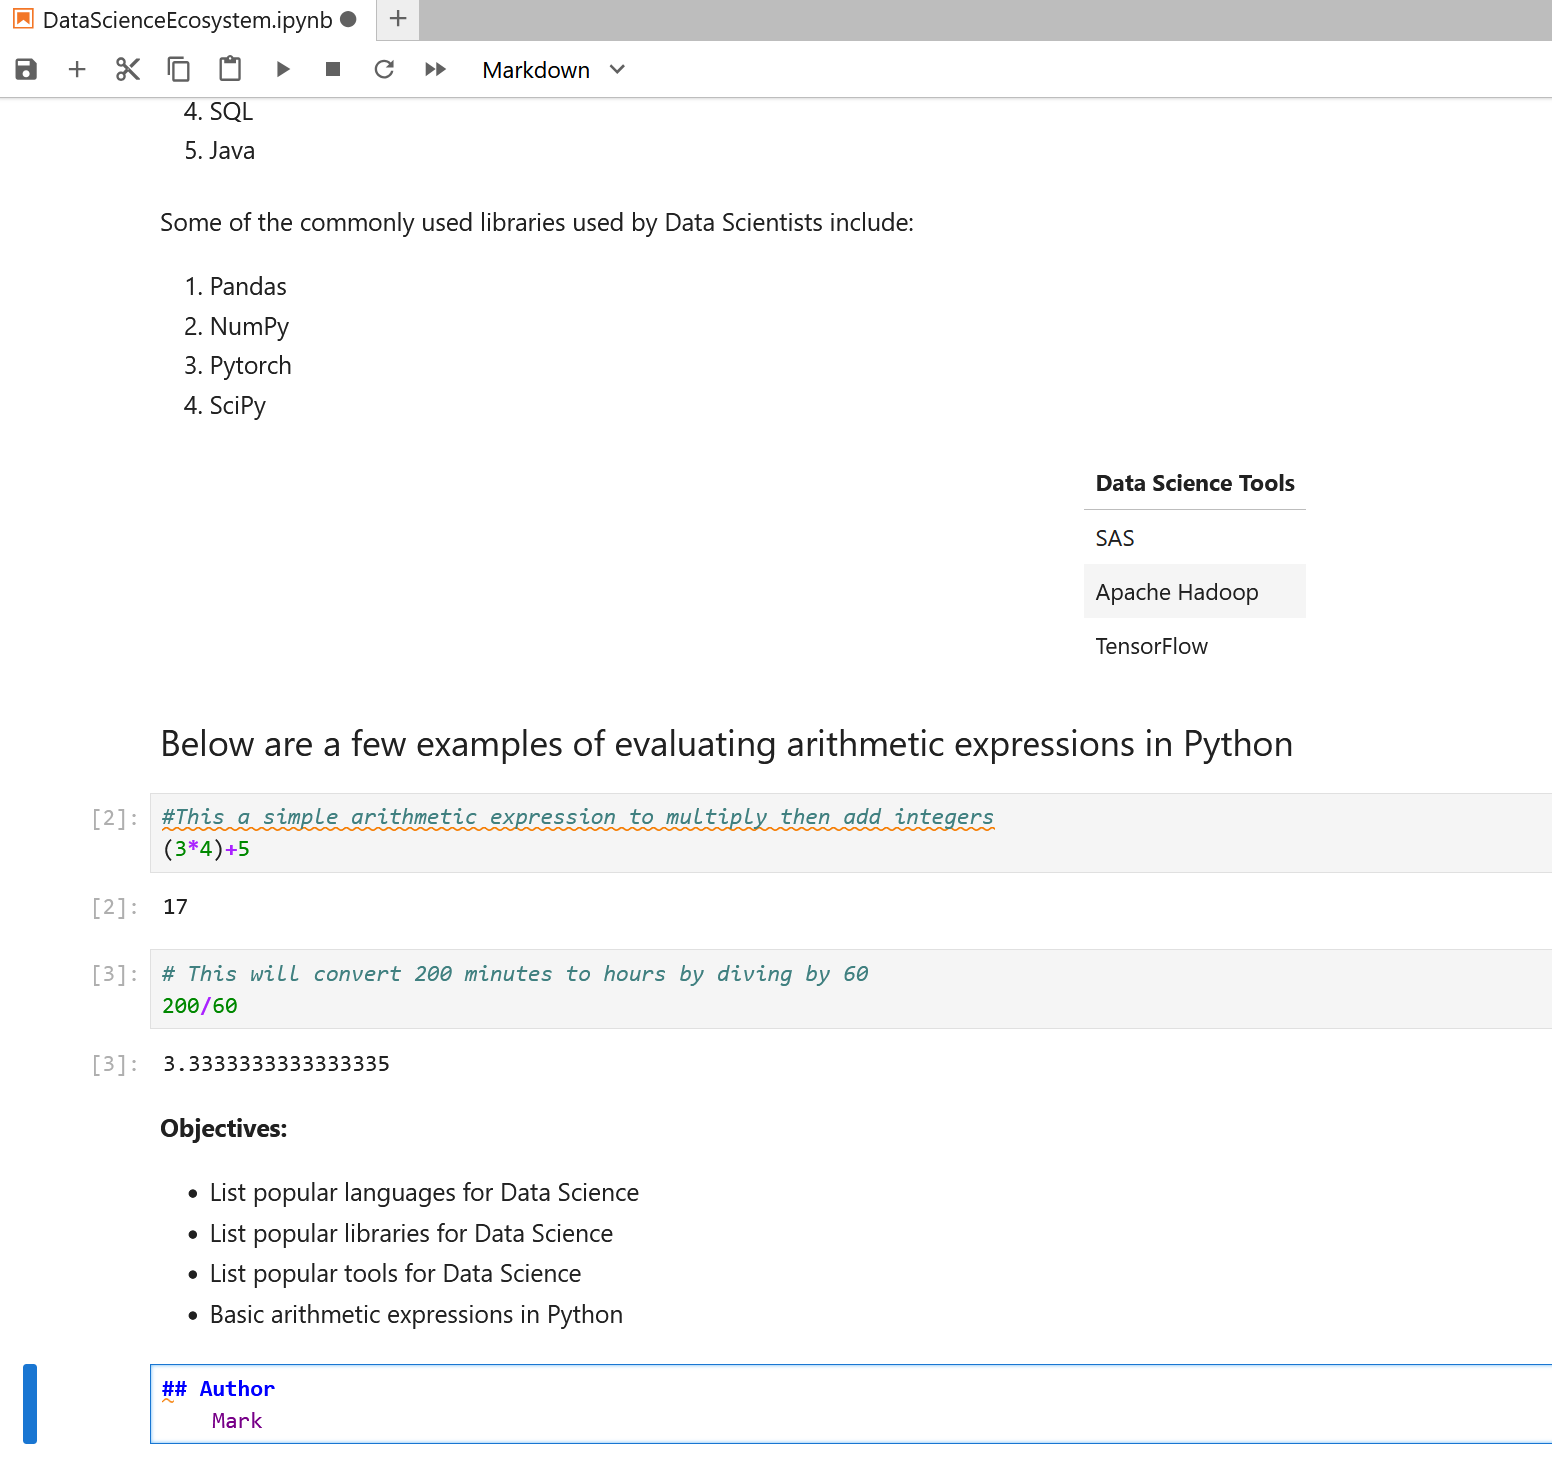 DataScienceEcosystem.ipynb
Markdown
4. SQL
5. Java
Some of the commonly used libraries used by Data Scientists include:
1. Pandas
2. NumPy
3. Pytorch
4. SciPy
Data Science Tools
SAS
Apache Hadoop
TensorFlow
Below are a few examples of evaluating arithmetic expressions in Python
[2]: #This a simple arithmetic expression to multiply then add integers
(3*4)+5
[2]: 17
[3]: # This will convert 200 minutes to hours by diving by 60
200/60
[3]: 3.3333333333333335
Objectives:
• List popular languages for Data Science
• List popular libraries for Data Science
• List popular tools for Data Science
• Basic arithmetic expressions in Python
## Author
Mark